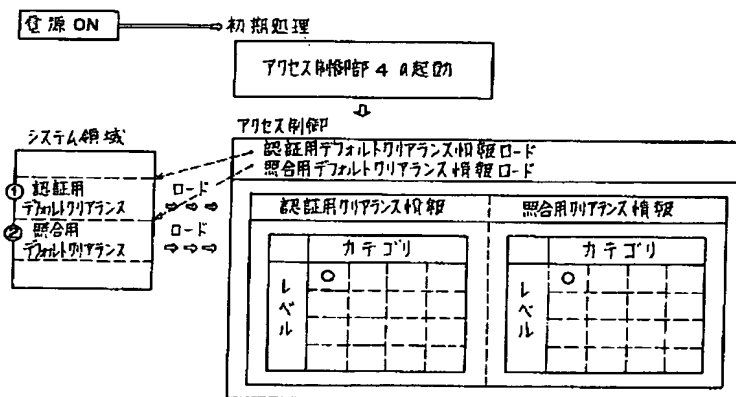 電源ON
初期処理
アクセス制御部4a起動
アクセス制御
システム領域
認証用デフォルトクリアランス情報ロード
照合用デフォルトクリアランス情報ロード
① 認証用
デフォルトクリアランス
ロード
② 照合用
デフォルトクリアランス
ロード
認証用クリアランス情報
照合用クリアランス情報
カテゴリ
カテゴリ
レベル
レベル